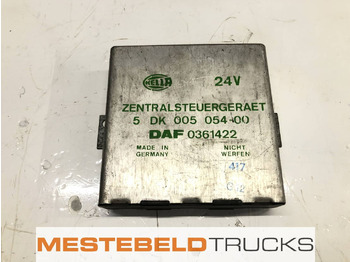 HELLA 24V
ZENTRALSTEUERGERAET
5 DK 005 054-00
DAF 0361422
MADE IN GERMANY NICHT WERFEN
MESTEBELDTRUCKS